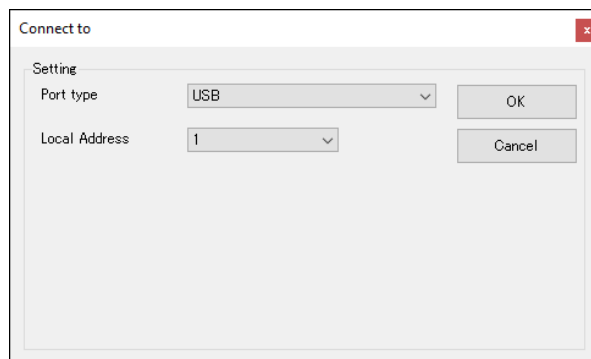 Connect to
x
Setting
Port type
USB
OK
Local Address
1
Cancel